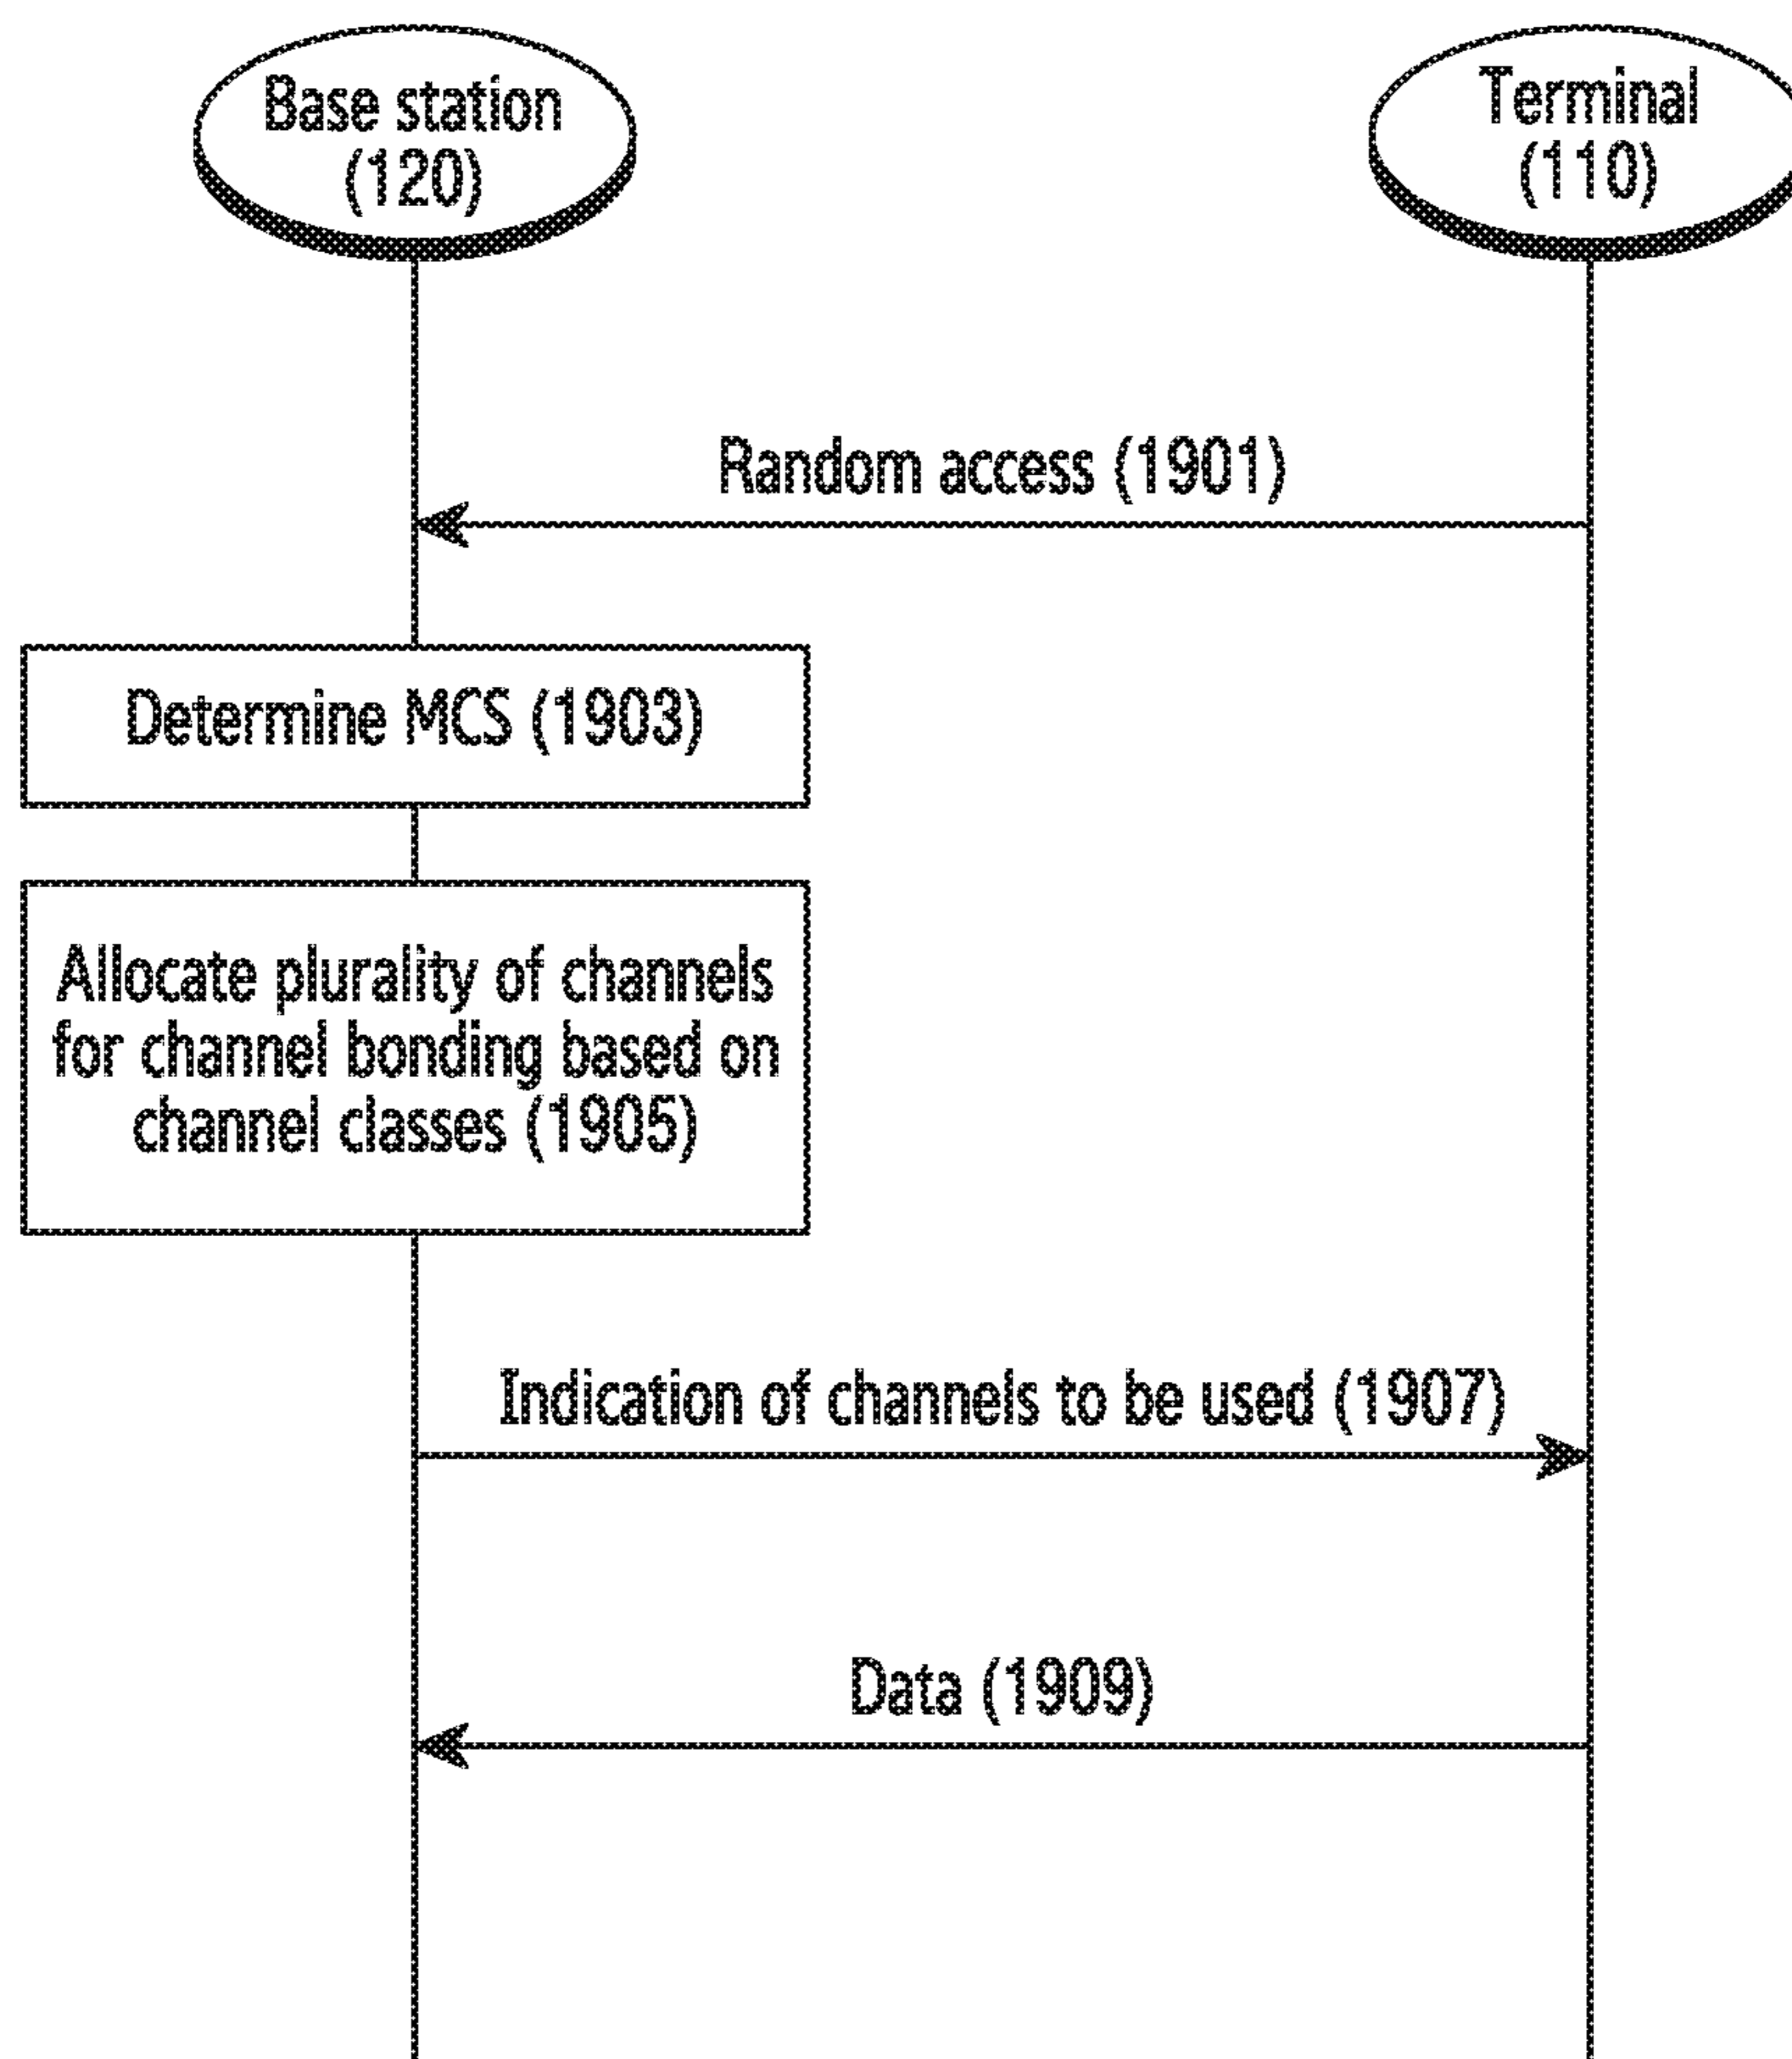 Base station
(120)
Terminal
(110)
Random access (1901)
Determine MCS (1903)
Allocate plurality of channels
for channel bonding based on
channel classes (1905)
Indication of channels to be used (1907)
Data (1909)